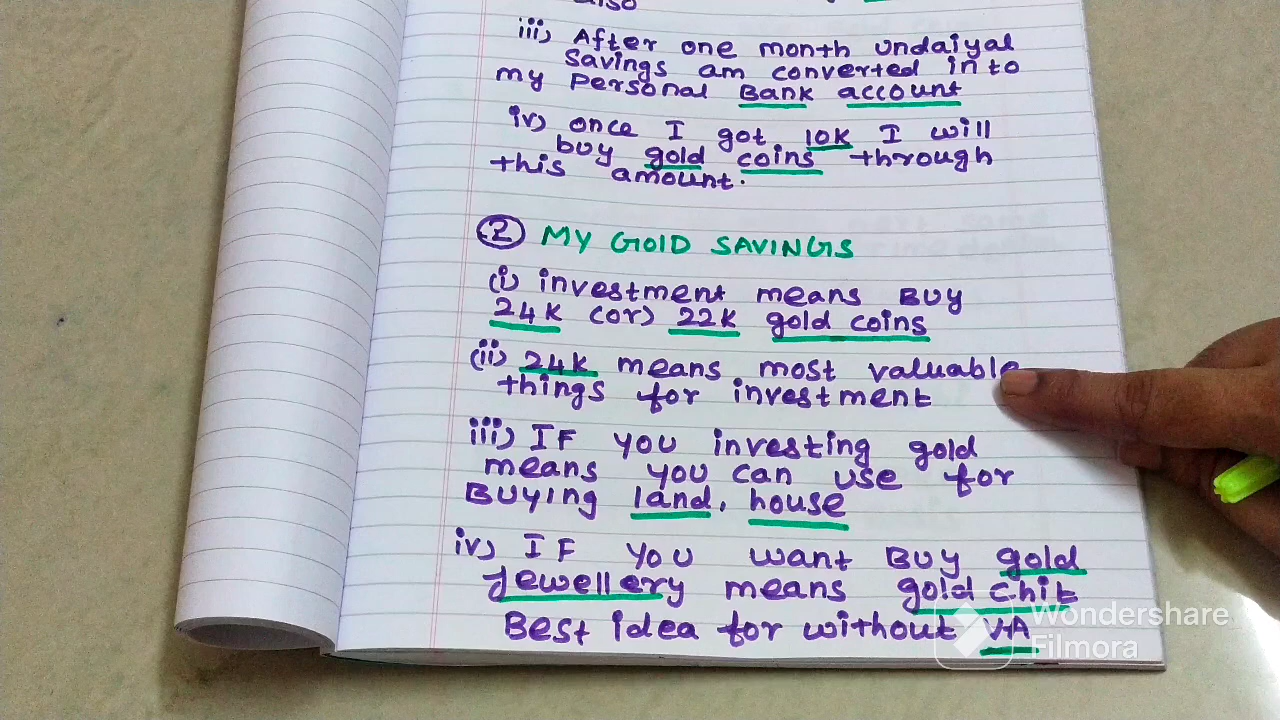 also
iii) After one month undaiyal
savings am converted in to
my personal Bank account
iv) once I got 10K I will
buy gold coins through
this amount.
2 MY GOLD SAVINGS
(i) investment means BUY
24K (or) 22K gold coins
(ii) 24K means most valuable
things for investment
iii) IF you investing gold
means you can use for
Buying land, house
iv) IF you want BUY gold
Jewellery means gold chit
Best idea for without VA
Wondershare
Filmora